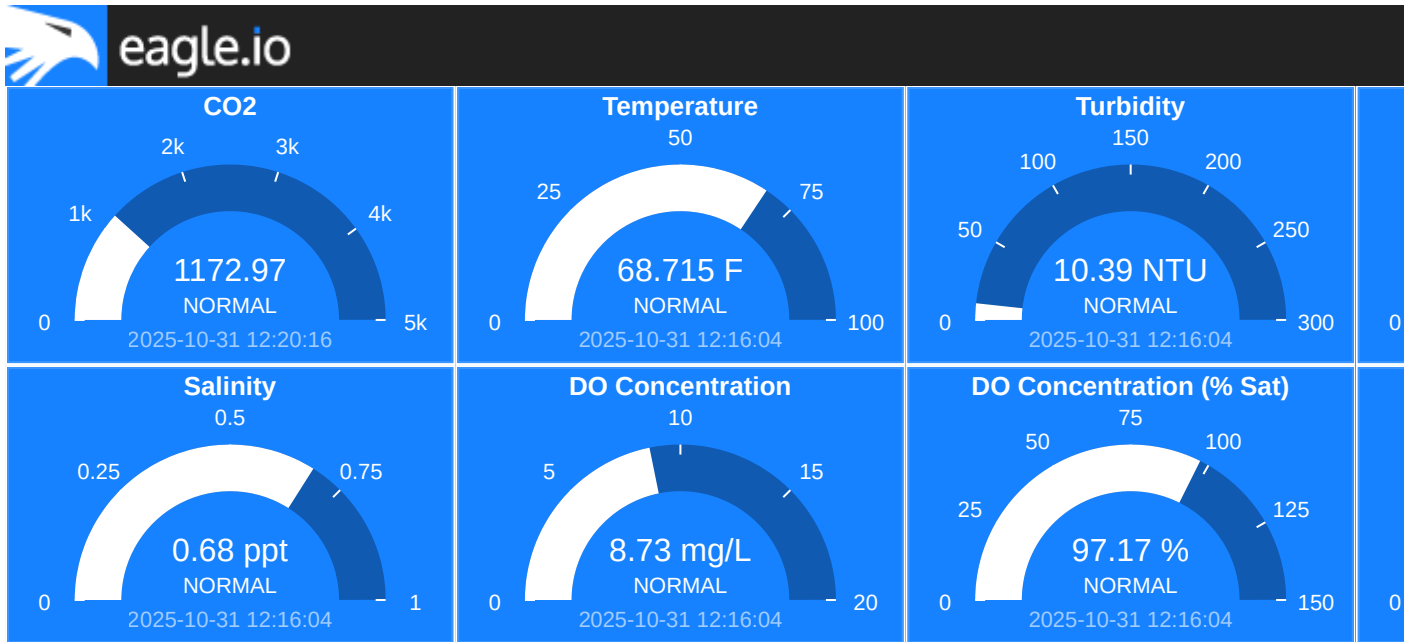 eagle.io
CO2
2k
3k
1k
4k
1172.97
NORMAL
0
5k
2025-10-31 12:20:16
Temperature
50
25
75
68.715 F
NORMAL
0
100
2025-10-31 12:16:04
Turbidity
150
100
200
50
250
10.39 NTU
NORMAL
0
300
2025-10-31 12:16:04
0
Salinity
0.5
0.25
0.75
0.68 ppt
NORMAL
0
1
2025-10-31 12:16:04
DO Concentration
10
5
15
8.73 mg/L
NORMAL
0
20
2025-10-31 12:16:04
DO Concentration (% Sat)
75
50
100
25
125
97.17 %
NORMAL
0
150
2025-10-31 12:16:04
0